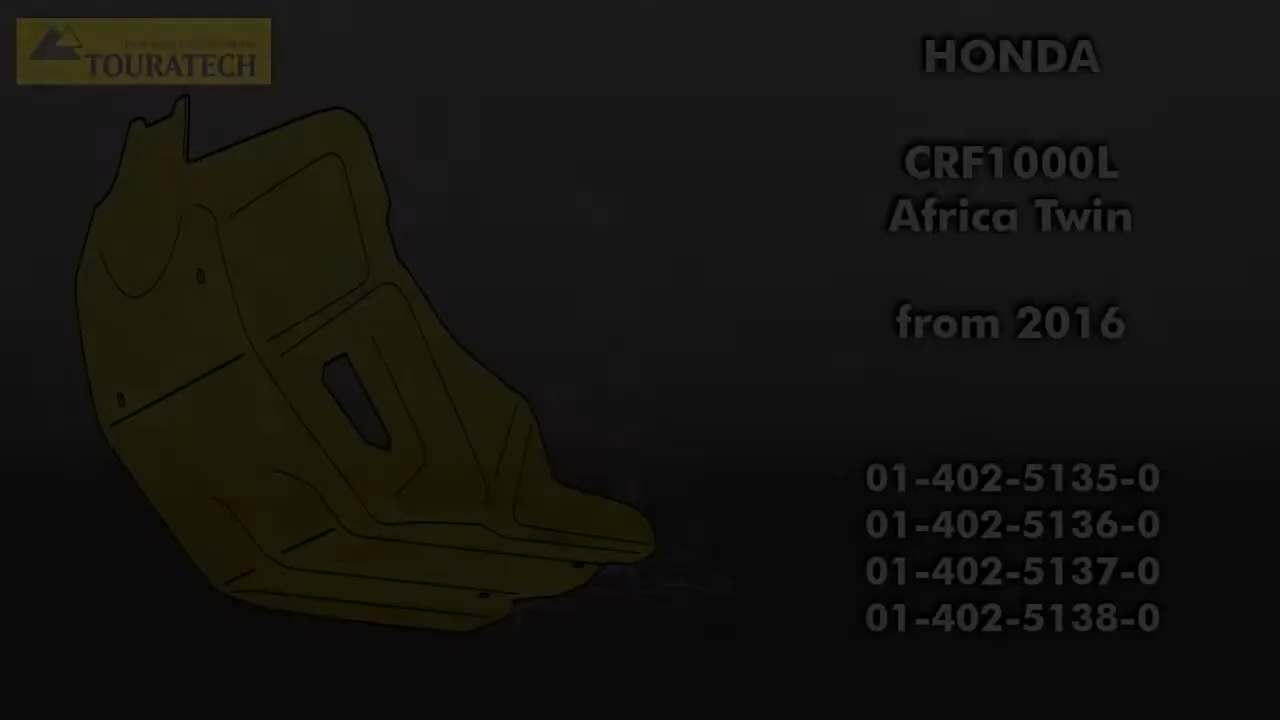 TOURATECH
HONDA
CRF1000L
Africa Twin
from 2016
01-402-5135-0
01-402-5136-0
01-402-5137-0
01-402-5138-0